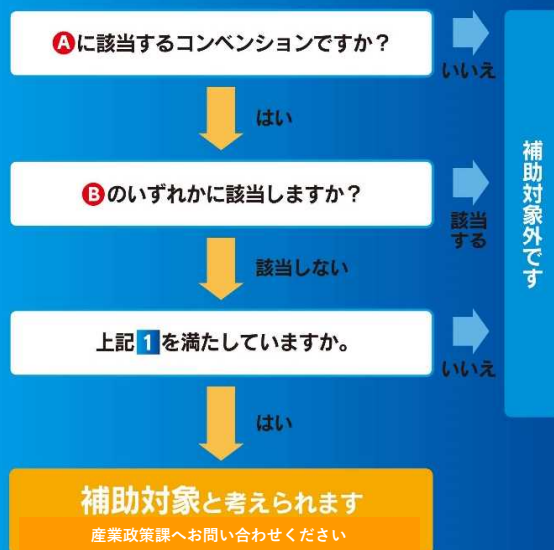 Aに該当するコンベンションですか？
いいえ
はい
Bのいずれかに該当しますか？
該当
する
該当しない
上記1を満たしていますか。
いいえ
はい
補助対象外です
補助対象と考えられます
産業政策課へお問い合わせください